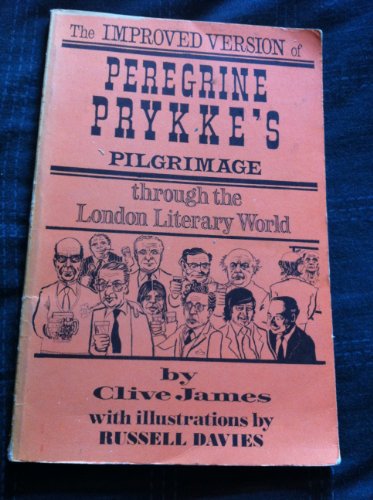 The IMPROVED VERSION of
PEREGRINE
PRYKKE'S
PILGRIMAGE
through the
London Literary World
by
Clive James
with illustrations by
RUSSELL DAVIES